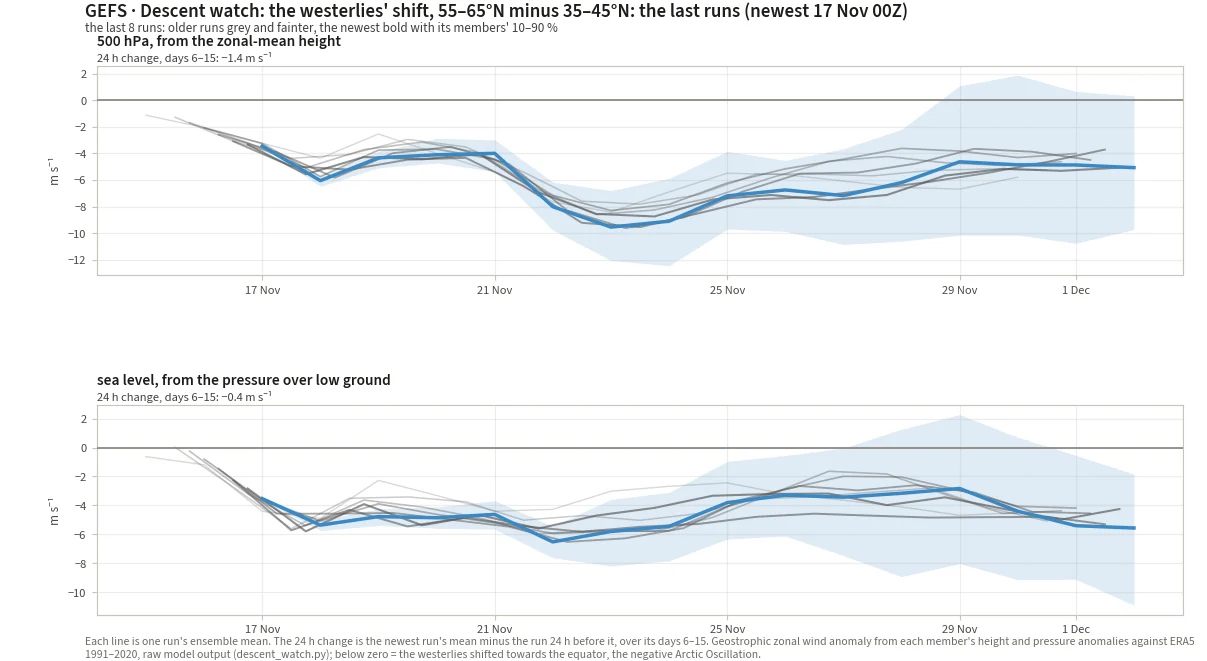 GEFS · Descent watch: the westerlies' shift, 55–65°N minus 35–45°N: the last runs (newest 17 Nov 00Z)
the last 8 runs: older runs grey and fainter, the newest bold with its members' 10–90 %
500 hPa, from the zonal-mean height
24 h change, days 6–15: −1.4 m s⁻¹
2
0
−2
−4
−6
−8
−10
−12
m s⁻¹
17 Nov
21 Nov
25 Nov
29 Nov
1 Dec
sea level, from the pressure over low ground
24 h change, days 6–15: −0.4 m s⁻¹
2
0
−2
−4
−6
−8
−10
m s⁻¹
17 Nov
21 Nov
25 Nov
29 Nov
1 Dec
Each line is one run's ensemble mean. The 24 h change is the newest run's mean minus the run 24 h before it, over its days 6–15. Geostrophic zonal wind anomaly from each member's height and pressure anomalies against ERA5
1991–2020, raw model output (descent_watch.py); below zero = the westerlies shifted towards the equator, the negative Arctic Oscillation.